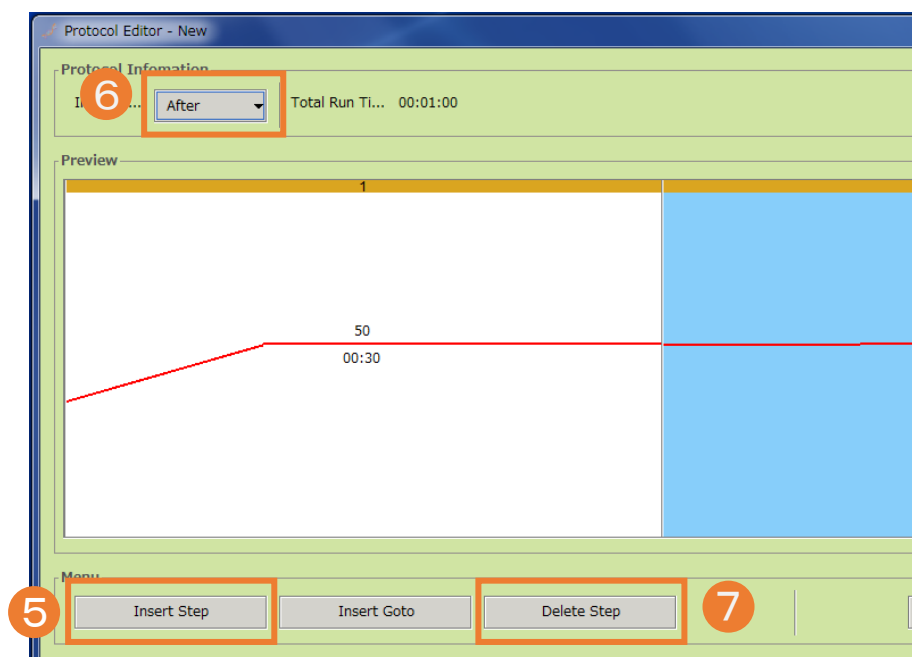 Protocol Editor - New
Protocol Infomation
6
After
Total Run Ti... 00:01:00
Preview
1
50
00:30
Menu
5
Insert Step
Insert Goto
Delete Step
7